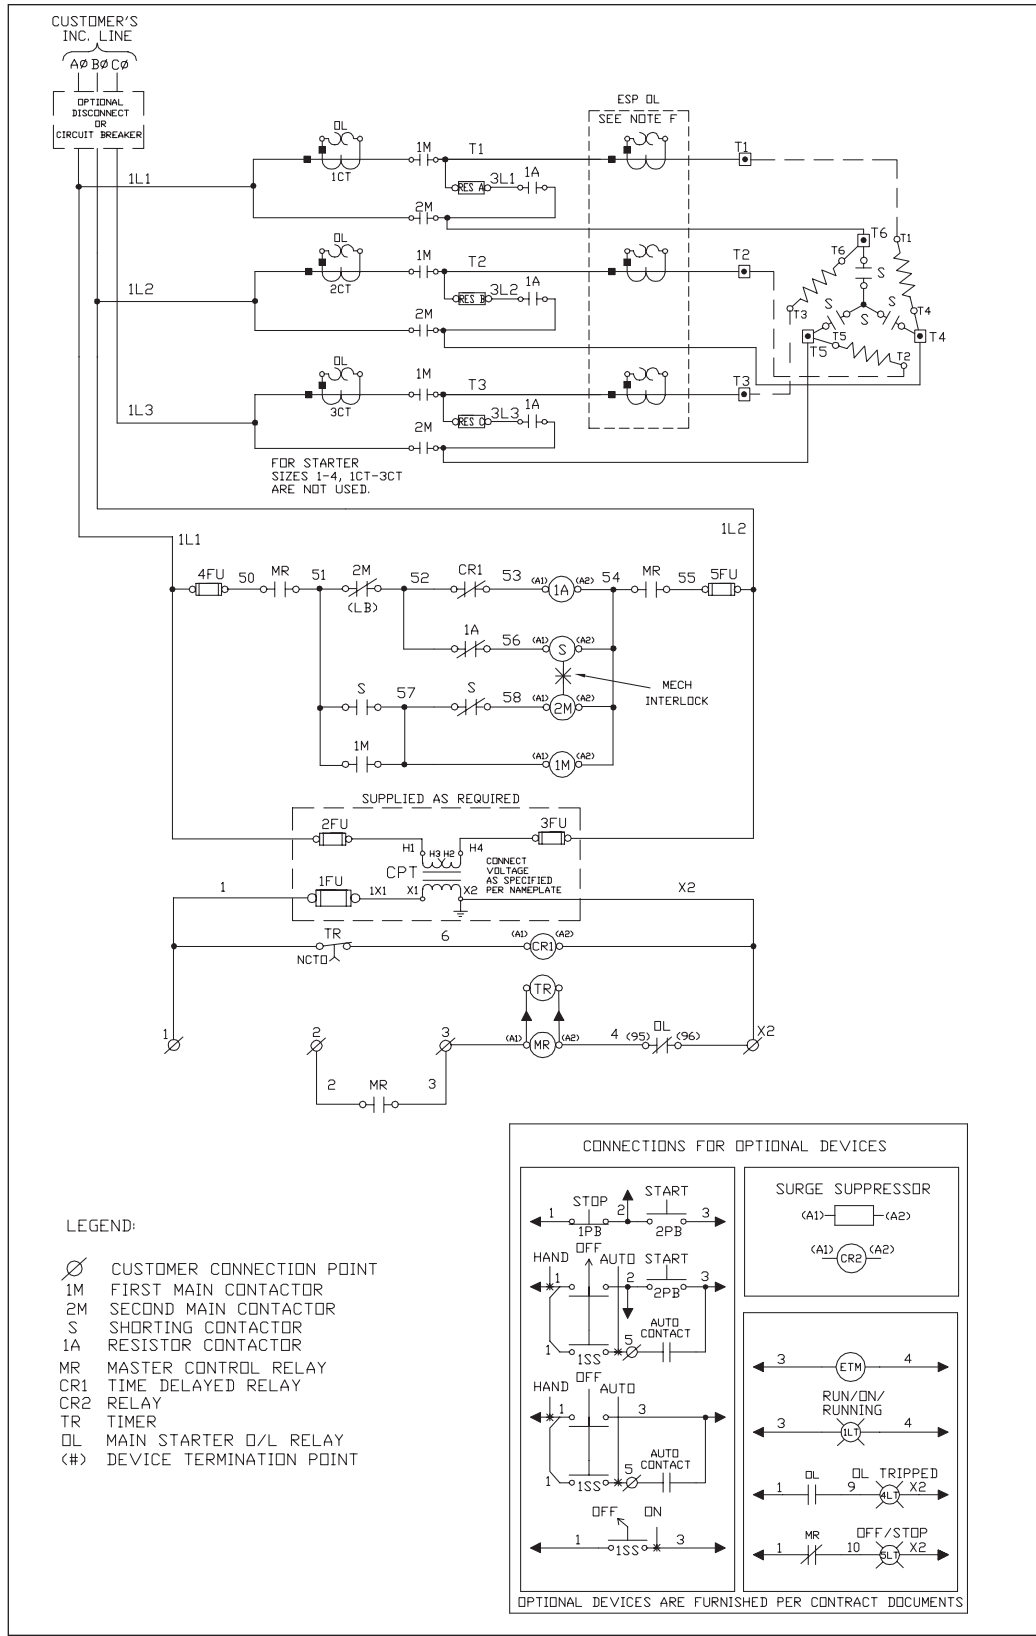 CUSTOMER'S
INC. LINE
AØ BØ CØ
OPTIONAL
DISCONNECT
OR
CIRCUIT BREAKER
ESP OL
SEE NOTE F
OL
1CT
1M
T1
RES A
3L1
1A
2M
1L1
T1
OL
2CT
1M
T2
RES B
3L2
1A
2M
1L2
T2
OL
3CT
1M
T3
RES C
3L3
1A
2M
1L3
T3
T6
T1
T6
S
T3
S
S
S
T4
T5
T5
T2
T4
FOR STARTER
SIZES 1-4, 1CT-3CT
ARE NOT USED.
1L1
1L2
4FU 50 MR 51 2M 52 CR1 53 (A1) 1A (A2) 54 MR 55 5FU
(LB)
1A 56 (A1) S (A2)
MECH
INTERLOCK
S 57 S 58 (A1) 2M (A2)
1M (A1) 1M (A2)
SUPPLIED AS REQUIRED
2FU 3FU
H1 H3 H2 H4
CPT
CONNECT
VOLTAGE
AS SPECIFIED
PER NAMEPLATE
1 1FU 1X1 X1 X2 X2
TR 6 (A1) CR1 (A2)
NCTO
TR
1 2 3 (A1) MR (A2) 4 (95) OL (96) X2
2 MR 3
CONNECTIONS FOR OPTIONAL DEVICES
1 STOP 2 START 3
1PB 2PB
HAND OFF AUTO START
1 2 2PB 3
AUTO
CONTACT
1 1SS 5
OFF
HAND AUTO
1 3
AUTO
CONTACT
1 1SS 5
OFF ON
1 1SS 3
SURGE SUPPRESSOR
(A1) (A2)
(A1) CR2 (A2)
3 ETM 4
RUN/ON/
RUNNING
3 1LT 4
1 OL 9 OL TRIPPED
4LT X2
1 MR 10 OFF/STOP
5LT X2
OPTIONAL DEVICES ARE FURNISHED PER CONTRACT DOCUMENTS
LEGEND:
Ø CUSTOMER CONNECTION POINT
1M FIRST MAIN CONTACTOR
2M SECOND MAIN CONTACTOR
S SHORTING CONTACTOR
1A RESISTOR CONTACTOR
MR MASTER CONTROL RELAY
CR1 TIME DELAYED RELAY
CR2 RELAY
TR TIMER
OL MAIN STARTER O/L RELAY
(#) DEVICE TERMINATION POINT